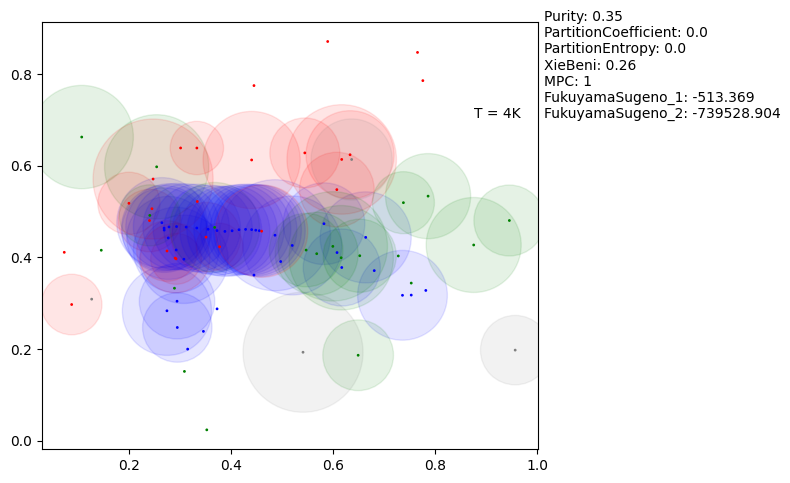 Purity: 0.35
PartitionCoefficient: 0.0
PartitionEntropy: 0.0
XieBeni: 0.26
MPC: 1
FukuyamaSugeno_1: -513.369
FukuyamaSugeno_2: -739528.904
T = 4K
0.8
0.6
0.4
0.2
0.0
0.2 0.4 0.6 0.8 1.0